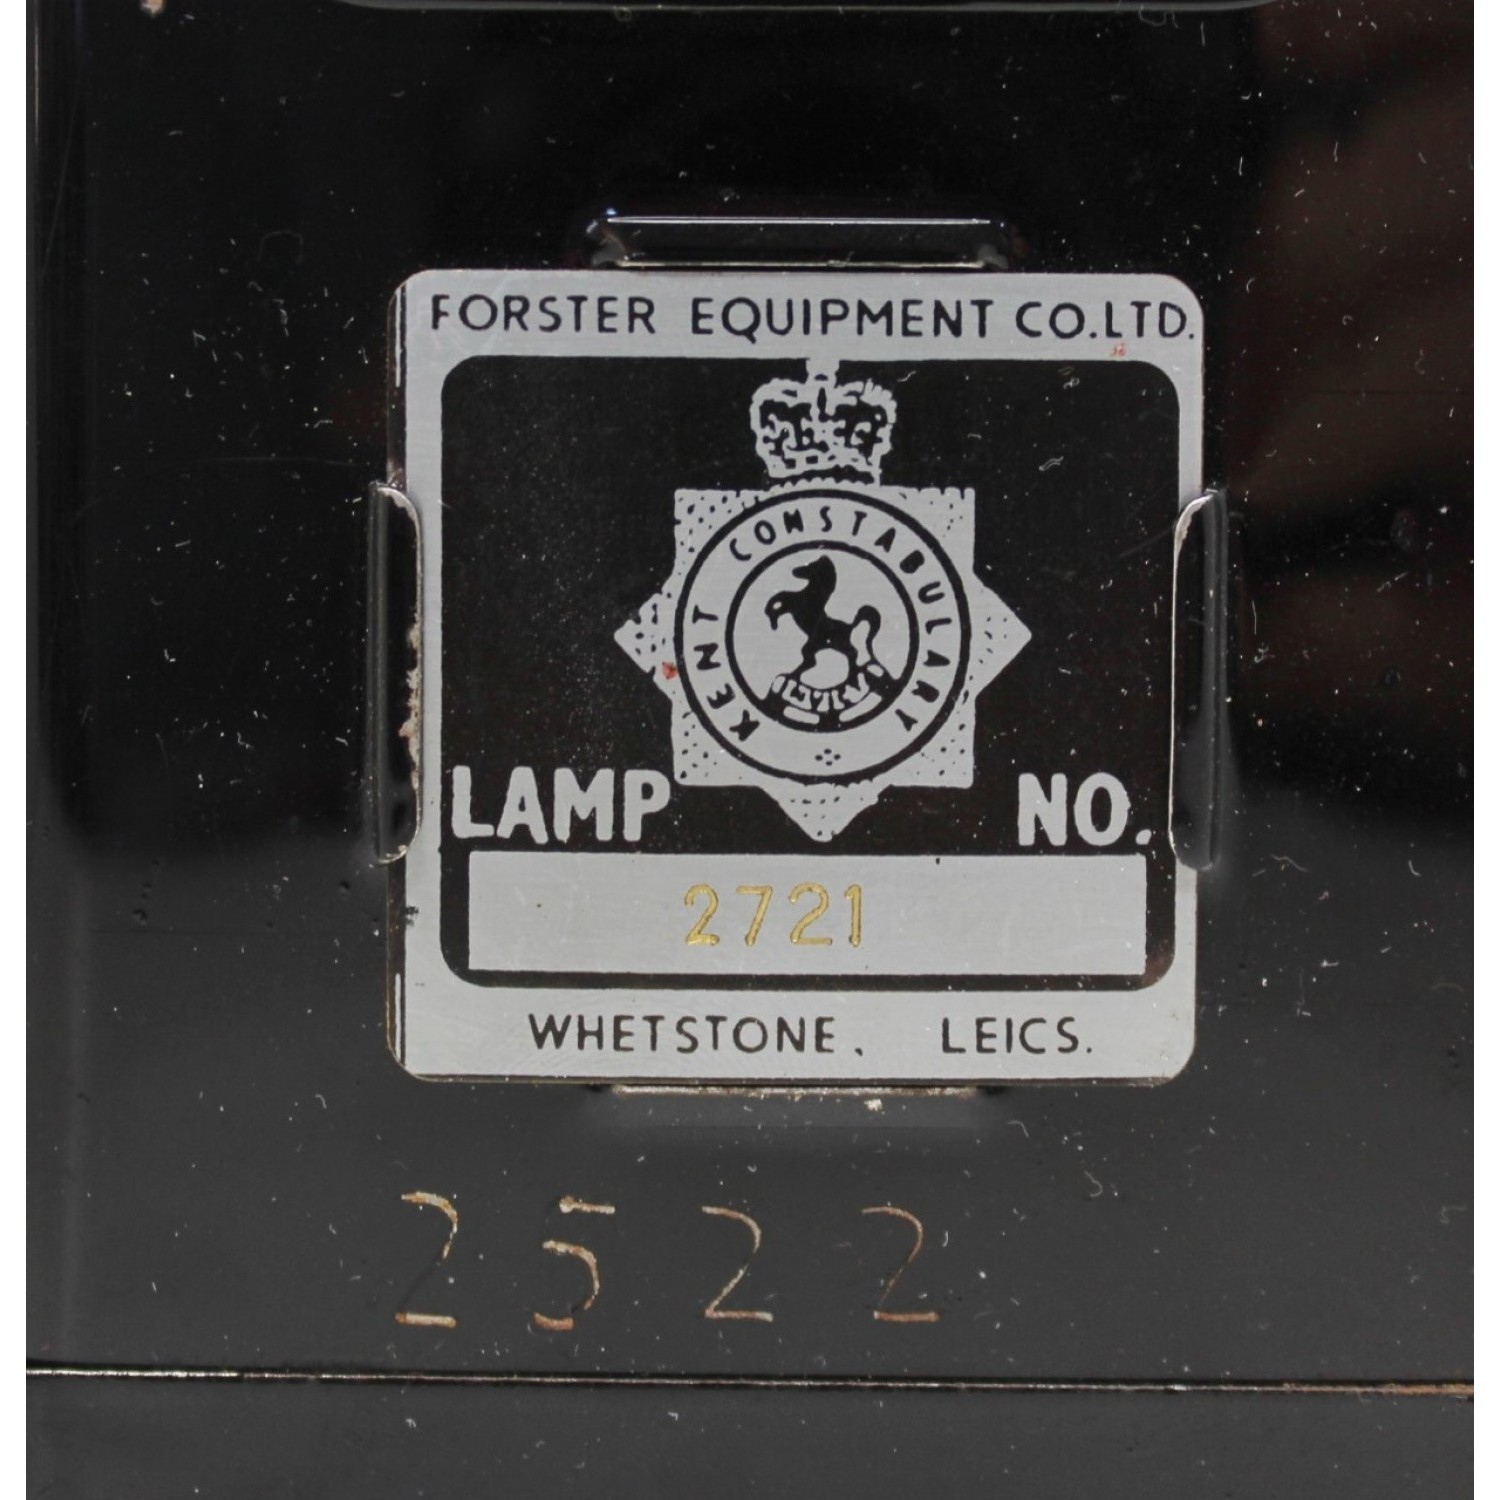 FORSTER EQUIPMENT CO.LTD.
KENT CONSTABULARY
LAMP NO.
2721
WHETSTONE. LEICS.
2522